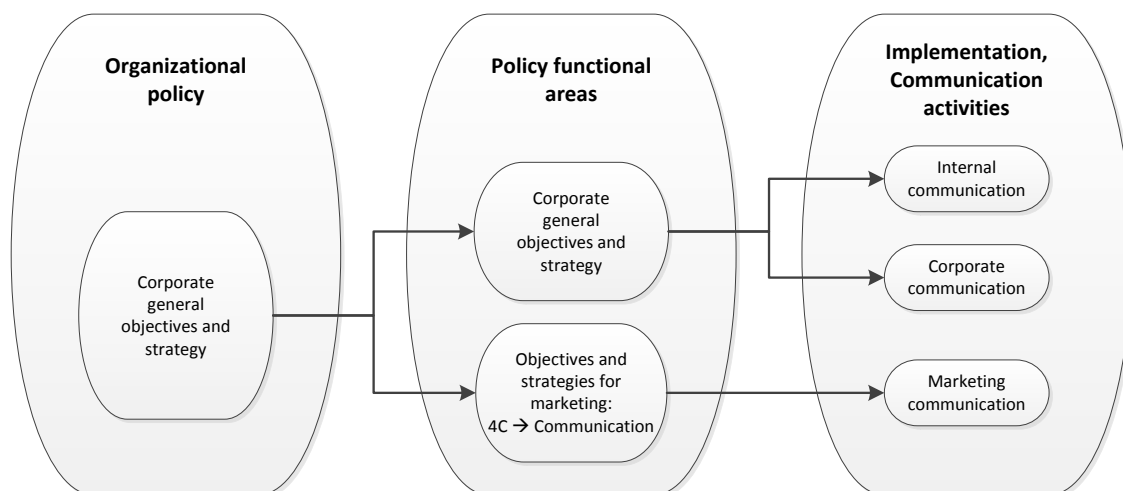 Organizational
policy
Corporate
general
objectives and
strategy
Policy functional
areas
Corporate
general
objectives and
strategy
Objectives and
strategies for
marketing:
4C → Communication
Implementation,
Communication
activities
Internal
communication
Corporate
communication
Marketing
communication